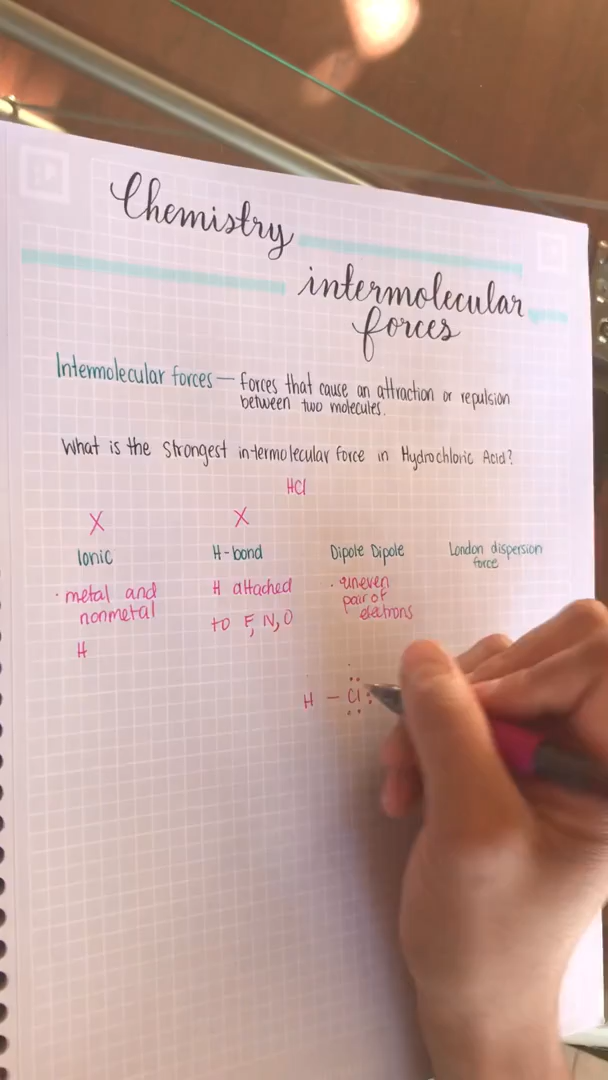 Chemistry
intermolecular
forces
Intermolecular forces — forces that cause an attraction or repulsion
between two molecules.
What is the strongest intermolecular force in Hydrochloric Acid?
HCl
X X
Ionic H-bond Dipole Dipole London dispersion
force
· metal and H attached · uneven
nonmetal to F, N, O pair of
electrons
H
H — Cl